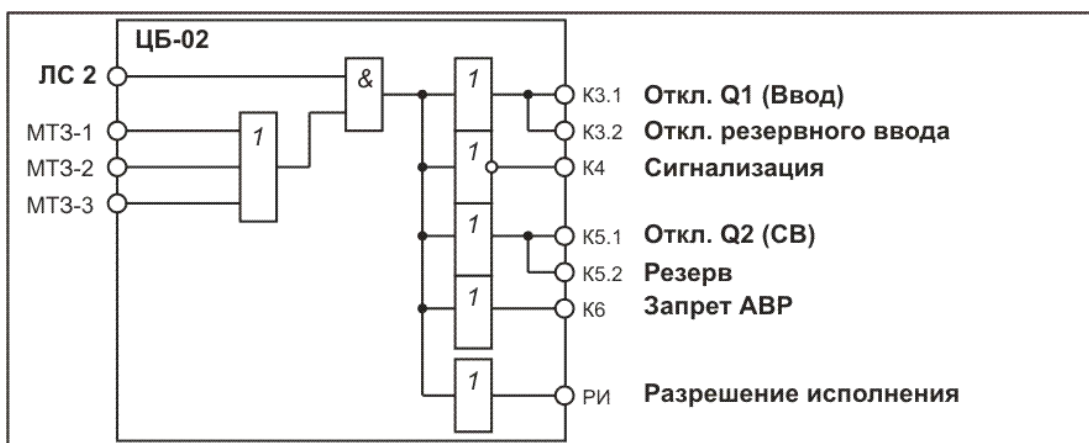 ЦБ-02
ЛС 2
&
1
К3.1 Откл. Q1 (Ввод)
МТЗ-1
1
К3.2 Откл. резервного ввода
МТЗ-2
1
К4 Сигнализация
МТЗ-3
1
К5.1 Откл. Q2 (СВ)
К5.2 Резерв
1
К6 Запрет АВР
1
РИ Разрешение исполнения